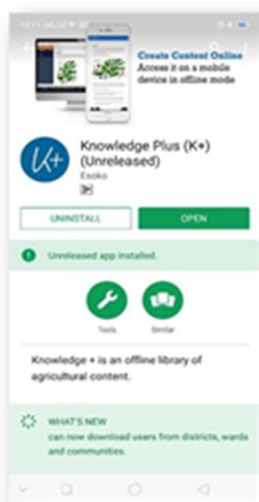 Create Content Online
Access it on a mobile
device in offline mode
K+
Knowledge Plus (K+)
(Unreleased)
Esoko
UNINSTALL
OPEN
Unreleased app installed.
Tools
Similar
Knowledge + is an offline library of
agricultural content.
WHAT'S NEW
can now download users from districts, wards
and communities.